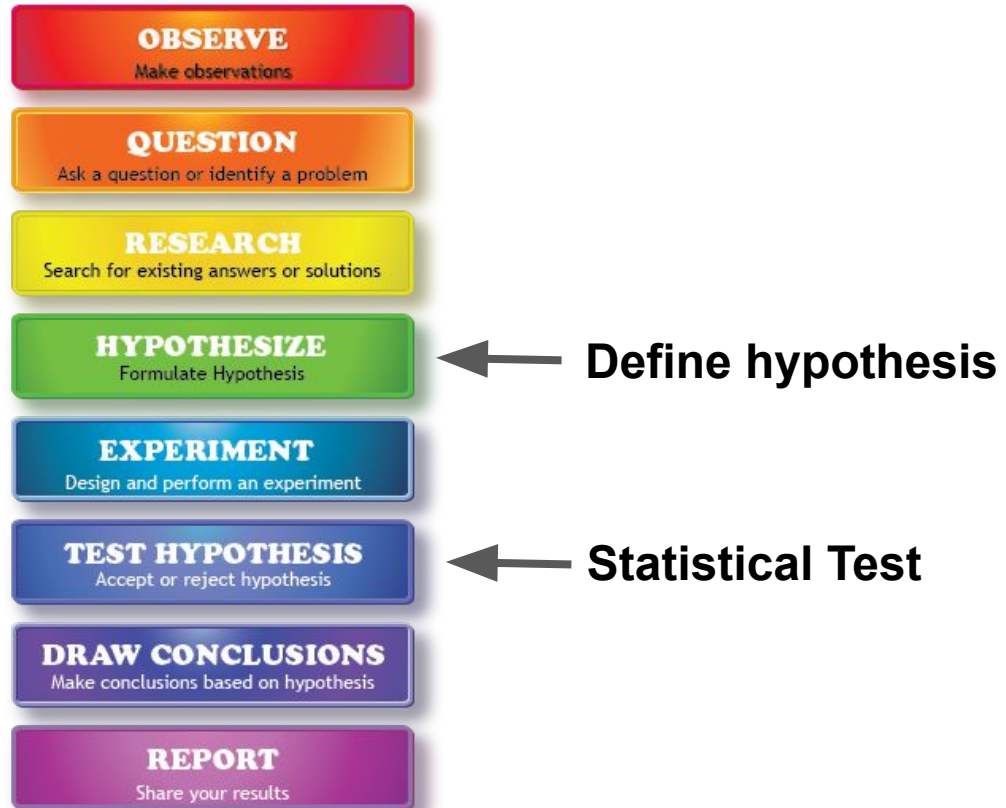 OBSERVE
Make observations
QUESTION
Ask a question or identify a problem
RESEARCH
Search for existing answers or solutions
HYPOTHESIZE
Formulate Hypothesis
Define hypothesis
EXPERIMENT
Design and perform an experiment
TEST HYPOTHESIS
Accept or reject hypothesis
Statistical Test
DRAW CONCLUSIONS
Make conclusions based on hypothesis
REPORT
Share your results